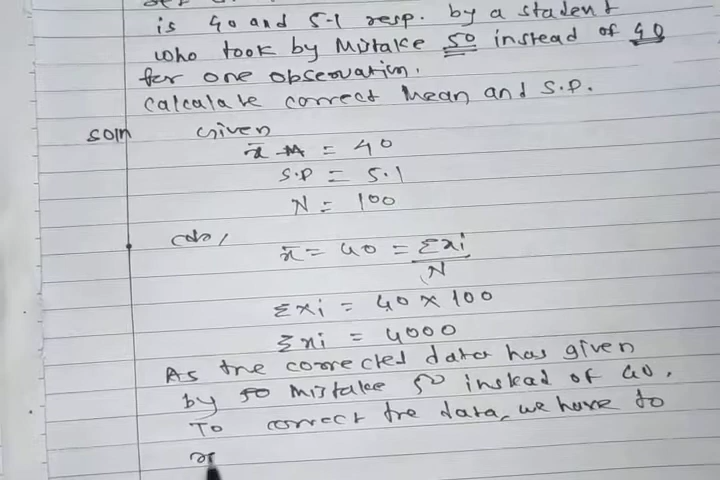 is 40 and 5.1 resp. by a student
who took by Mistake 50 instead of 40
for one observation.
calculate correct Mean and S.D.
soln Given
x̄ = 40
S.D = 5.1
N = 100
x̄ = 40 = Σxi
N
Σxi = 40 × 100
Σxi = 4000
As the corrected data has given
by Mistake 50 instead of 40.
To correct the data, we have to